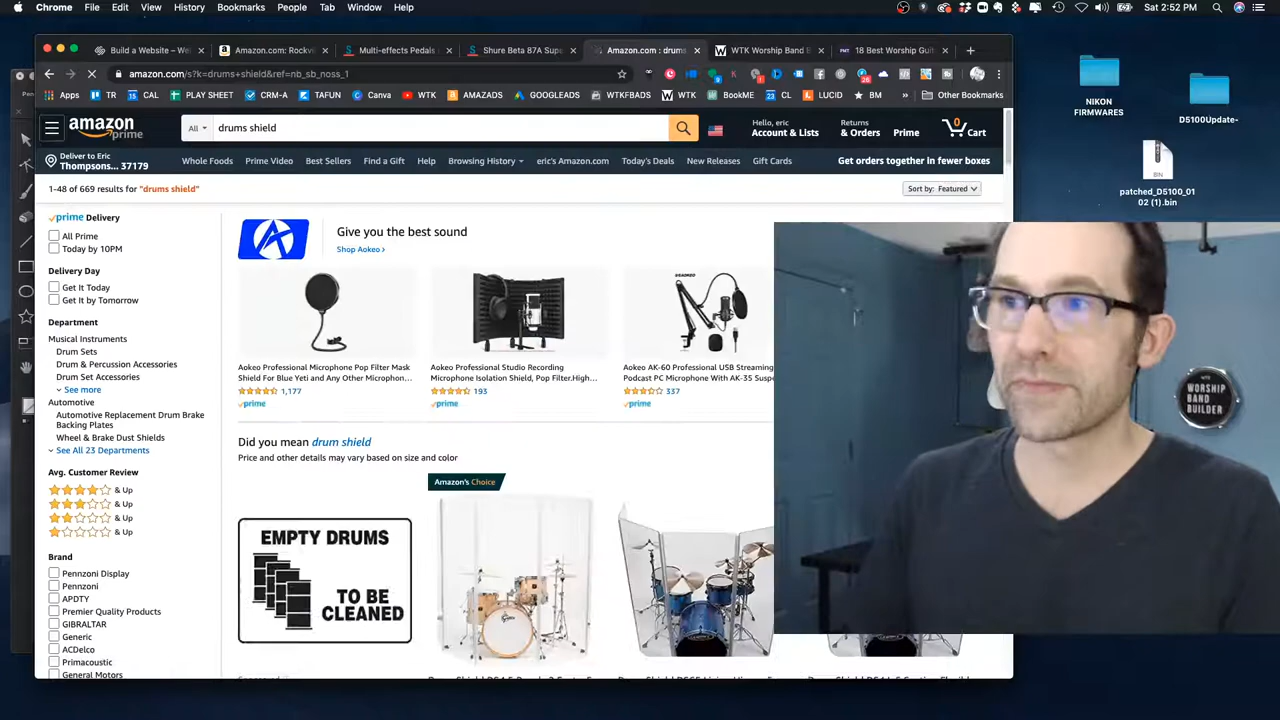 Chrome File Edit View History Bookmarks People Tab Window Help
Sat 2:52 PM
Build a Website – We
Amazon.com: Rockvi
Multi-effects Pedals
Shure Beta 87A Supe
Amazon.com : drums
WTK Worship Band B
18 Best Worship Guit
amazon.com/s?k=drums+shield&ref=nb_sb_noss_1
Apps TR CAL PLAY SHEET CRM-A TAFUN Canva WTK AMAZADS GOOGLEADS WTKFBADS WTK CL LUCID BM Other Bookmarks
NIKON
FIRMWARES
D5100Update-
BIN
patched_D5100_01
02 (1).bin
amazon
prime
All
drums shield
Hello, eric
Account & Lists
Returns
& Orders
Prime
0
Cart
Deliver to Eric
Thompsons... 37179
Whole Foods Prime Video Best Sellers Find a Gift Help Browsing History eric's Amazon.com Today's Deals New Releases Gift Cards
Get orders together in fewer boxes
1-48 of 669 results for "drums shield"
Sort by: Featured
prime Delivery
All Prime
Today by 10PM
Delivery Day
Get It Today
Get It by Tomorrow
Department
Musical Instruments
Drum Sets
Drum & Percussion Accessories
Drum Set Accessories
See more
Automotive
Automotive Replacement Drum Brake
Backing Plates
Wheel & Brake Dust Shields
See All 23 Departments
Avg. Customer Review
& Up
& Up
& Up
& Up
Brand
Pennzoni Display
Pennzoni
APDTY
Premier Quality Products
GIBRALTAR
Generic
ACDelco
Primacoustic
General Motors
Give you the best sound
Shop Aokeo ›
Aokeo Professional Microphone Pop Filter Mask
Shield For Blue Yeti and Any Other Microphon...
1,177
prime
Aokeo Professional Studio Recording
Microphone Isolation Shield, Pop Filter.High...
193
prime
Aokeo AK-60 Professional USB Streaming
Podcast PC Microphone With AK-35 Suspe
337
prime
Did you mean drum shield
Price and other details may vary based on size and color
Amazon's Choice
EMPTY DRUMS
TO BE
CLEANED
WORSHIP
BAND
BUILDER